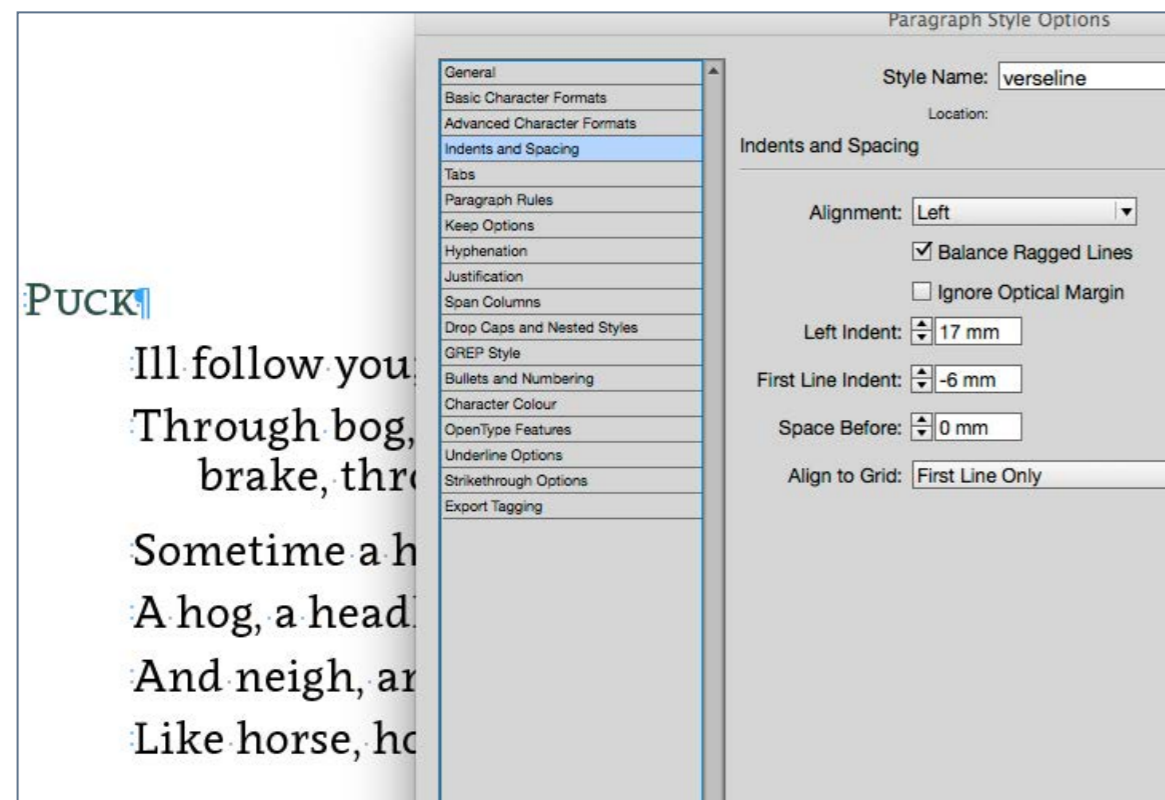 Paragraph Style Options
PUCK¶
Ill follow you,
Through bog,
brake, thro
Sometime a h
A hog, a head
And neigh, an
Like horse, ho
General
Basic Character Formats
Advanced Character Formats
Indents and Spacing
Tabs
Paragraph Rules
Keep Options
Hyphenation
Justification
Span Columns
Drop Caps and Nested Styles
GREP Style
Bullets and Numbering
Character Colour
OpenType Features
Underline Options
Strikethrough Options
Export Tagging
Style Name: verseline
Location:
Indents and Spacing
Alignment: Left
Balance Ragged Lines
Ignore Optical Margin
Left Indent: 17 mm
First Line Indent: -6 mm
Space Before: 0 mm
Align to Grid: First Line Only